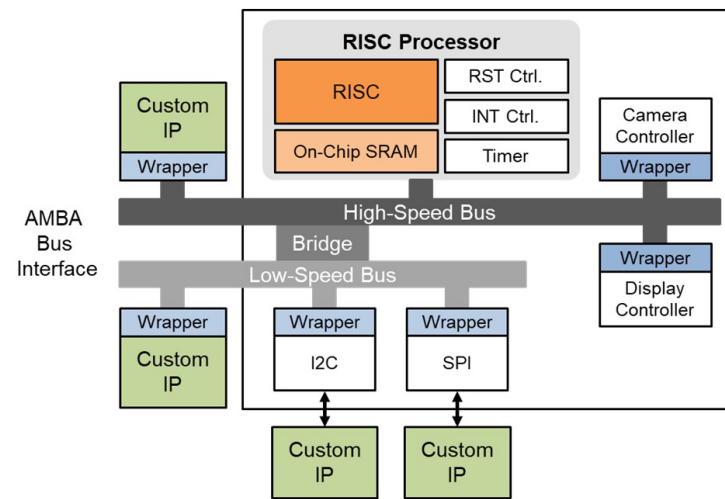 RISC Processor
RISC
RST Ctrl.
INT Ctrl.
On-Chip SRAM
Timer
Custom
IP
Wrapper
Camera
Controller
Wrapper
AMBA
Bus
Interface
High-Speed Bus
Bridge
Low-Speed Bus
Wrapper
Display
Controller
Wrapper
Custom
IP
Wrapper
I2C
Wrapper
SPI
Custom
IP
Custom
IP